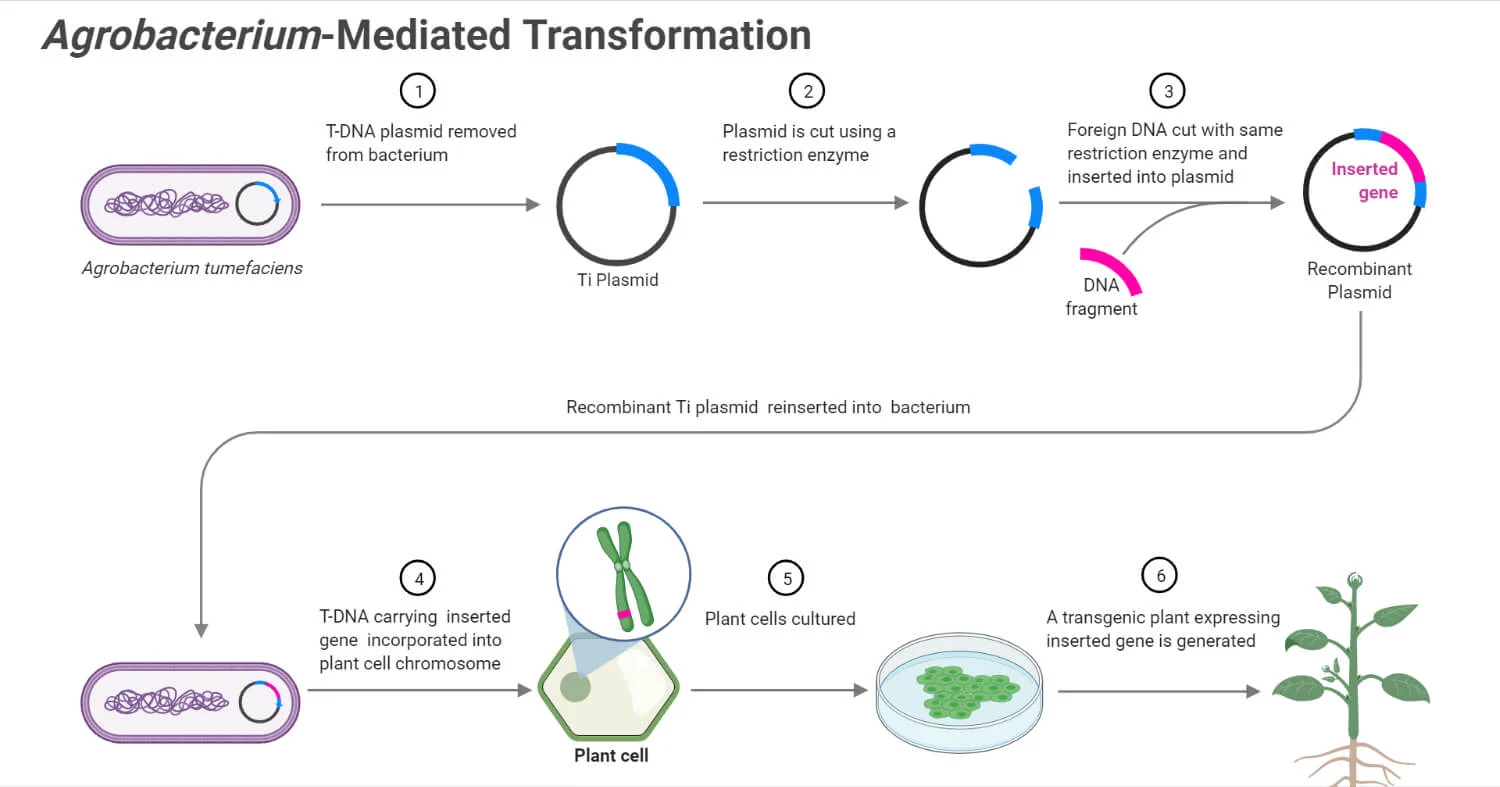 Agrobacterium-Mediated Transformation
1
T-DNA plasmid removed
from bacterium
2
Plasmid is cut using a
restriction enzyme
3
Foreign DNA cut with same
restriction enzyme and
inserted into plasmid
Agrobacterium tumefaciens
Ti Plasmid
DNA
fragment
Inserted
gene
Recombinant
Plasmid
Recombinant Ti plasmid reinserted into bacterium
4
T-DNA carrying inserted
gene incorporated into
plant cell chromosome
Plant cell
5
Plant cells cultured
6
A transgenic plant expressing
inserted gene is generated